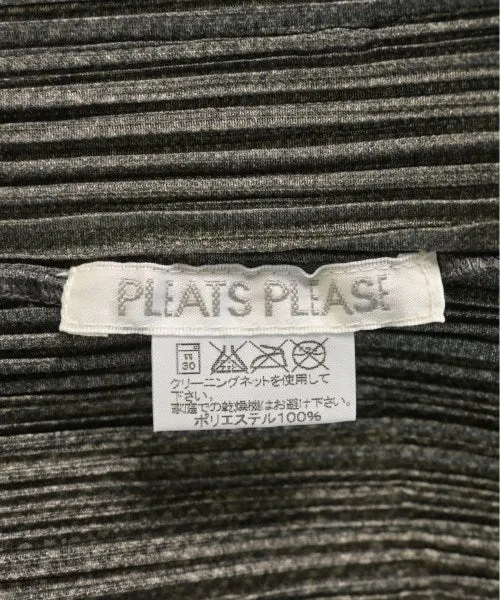 PLEATS PLEASE
弱
30
クリーニングネットを使用して
下さい。
家庭での乾燥機はお避け下さい。
ポリエステル100%